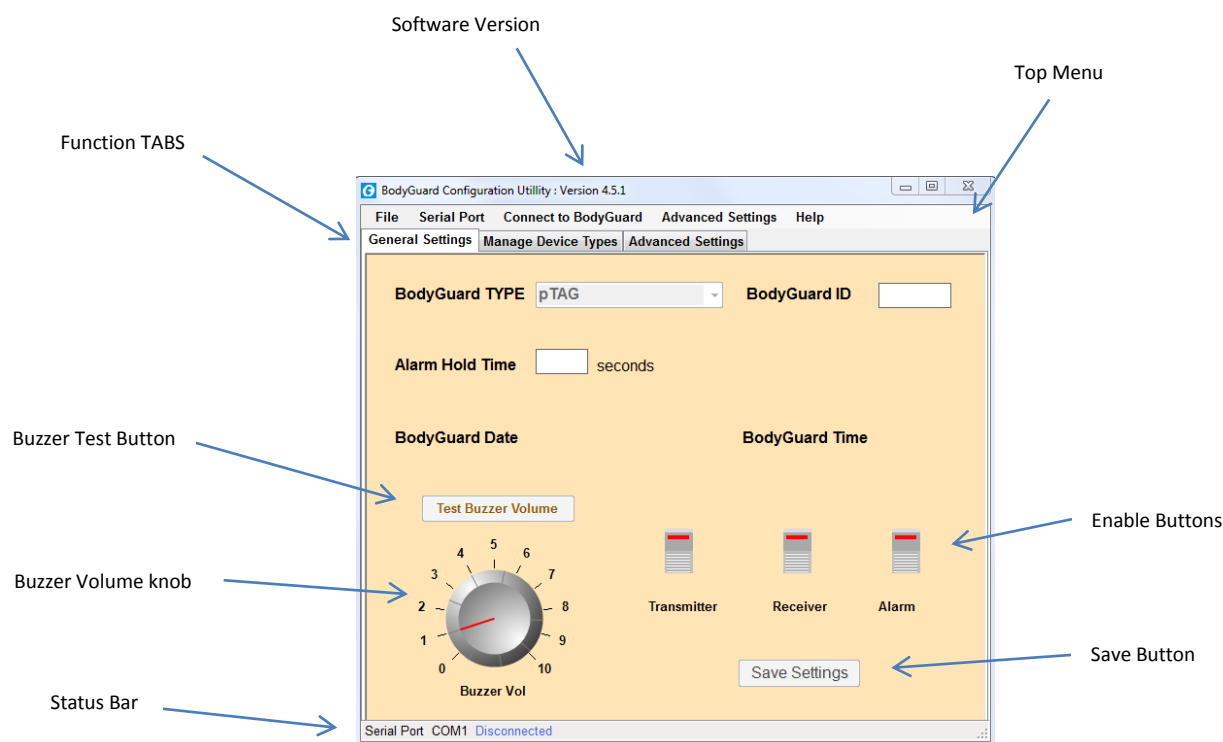 Software Version
Top Menu
Function TABS
BodyGuard Configuration Utillity : Version 4.5.1
File Serial Port Connect to BodyGuard Advanced Settings Help
General Settings Manage Device Types Advanced Settings
BodyGuard TYPE pTAG BodyGuard ID
Alarm Hold Time seconds
Buzzer Test Button
BodyGuard Date BodyGuard Time
Test Buzzer Volume
Enable Buttons
Buzzer Volume knob
0 1 2 3 4 5 6 7 8 9 10
Buzzer Vol
Transmitter Receiver Alarm
Save Button
Save Settings
Status Bar
Serial Port COM1 Disconnected